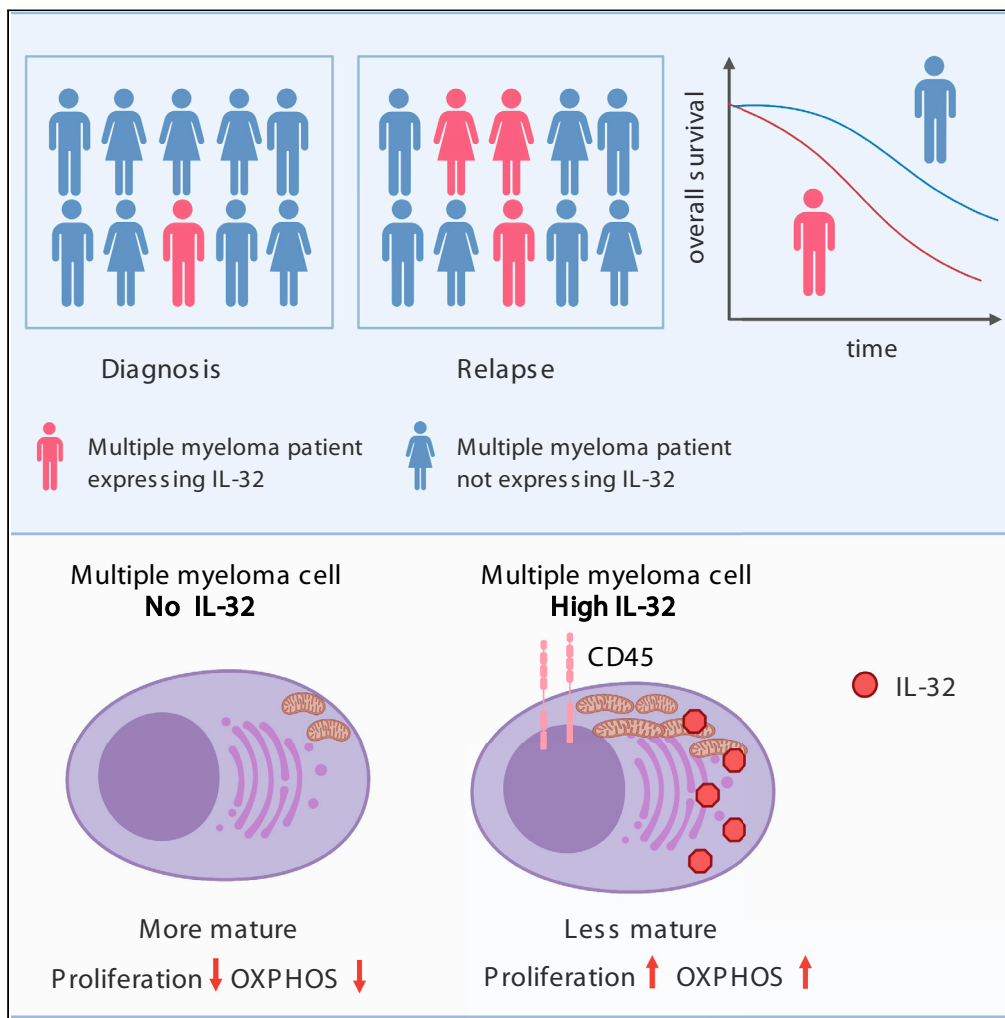 overall survival
time
Diagnosis
Relapse
Multiple myeloma patient
expressing IL-32
Multiple myeloma patient
not expressing IL-32
Multiple myeloma cell
No IL-32
Multiple myeloma cell
High IL-32
CD45
IL-32
More mature
Proliferation ↓ OXPHOS ↓
Less mature
Proliferation ↑ OXPHOS ↑